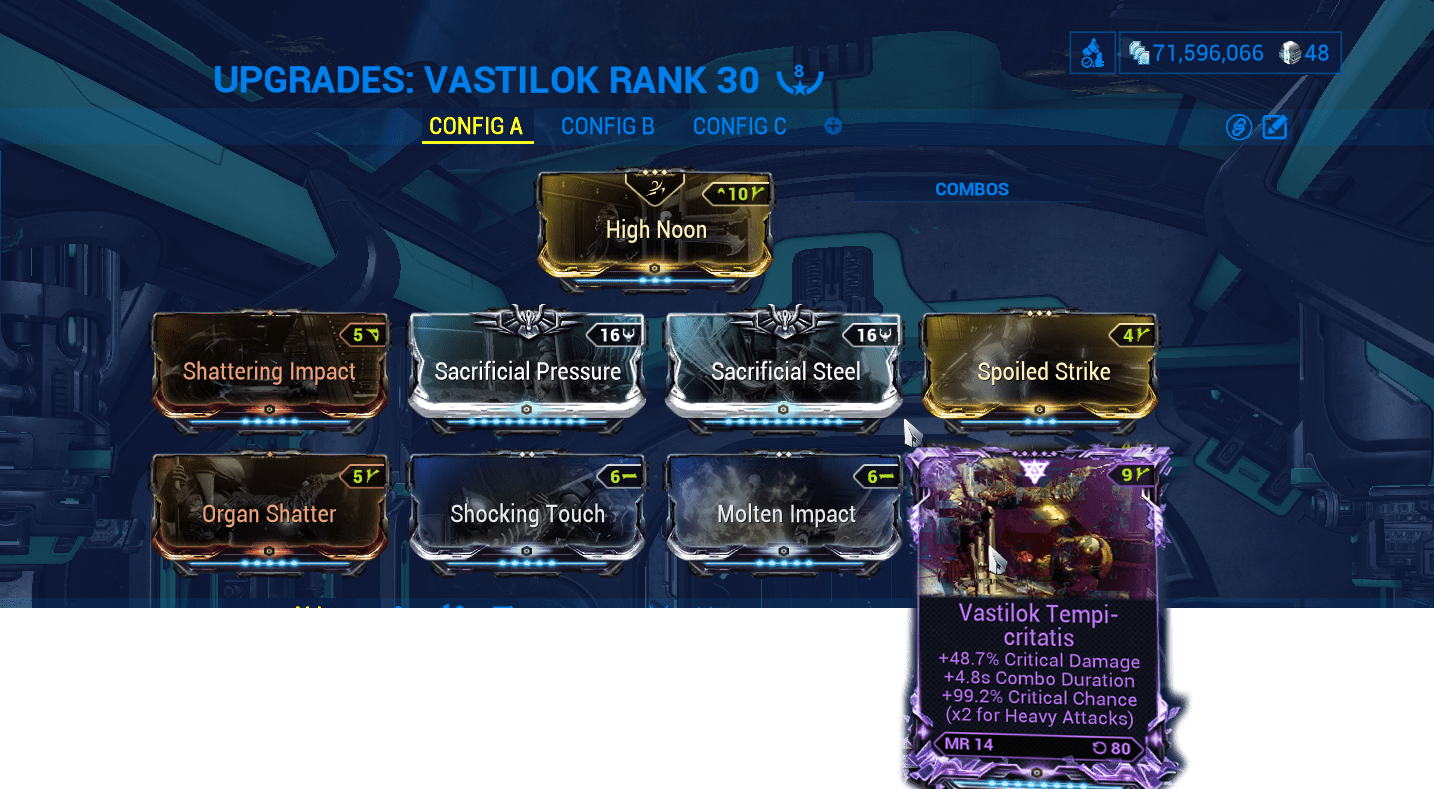 71,596,066 48
UPGRADES: VASTILOK RANK 30 8
CONFIG A CONFIG B CONFIG C
COMBOS
10
High Noon
5 16 16 4
Shattering Impact Sacrificial Pressure Sacrificial Steel Spoiled Strike
5 6 6 9
Organ Shatter Shocking Touch Molten Impact
Vastilok Tempi-
critatis
+48.7% Critical Damage
+4.8s Combo Duration
+99.2% Critical Chance
(x2 for Heavy Attacks)
MR 14 80